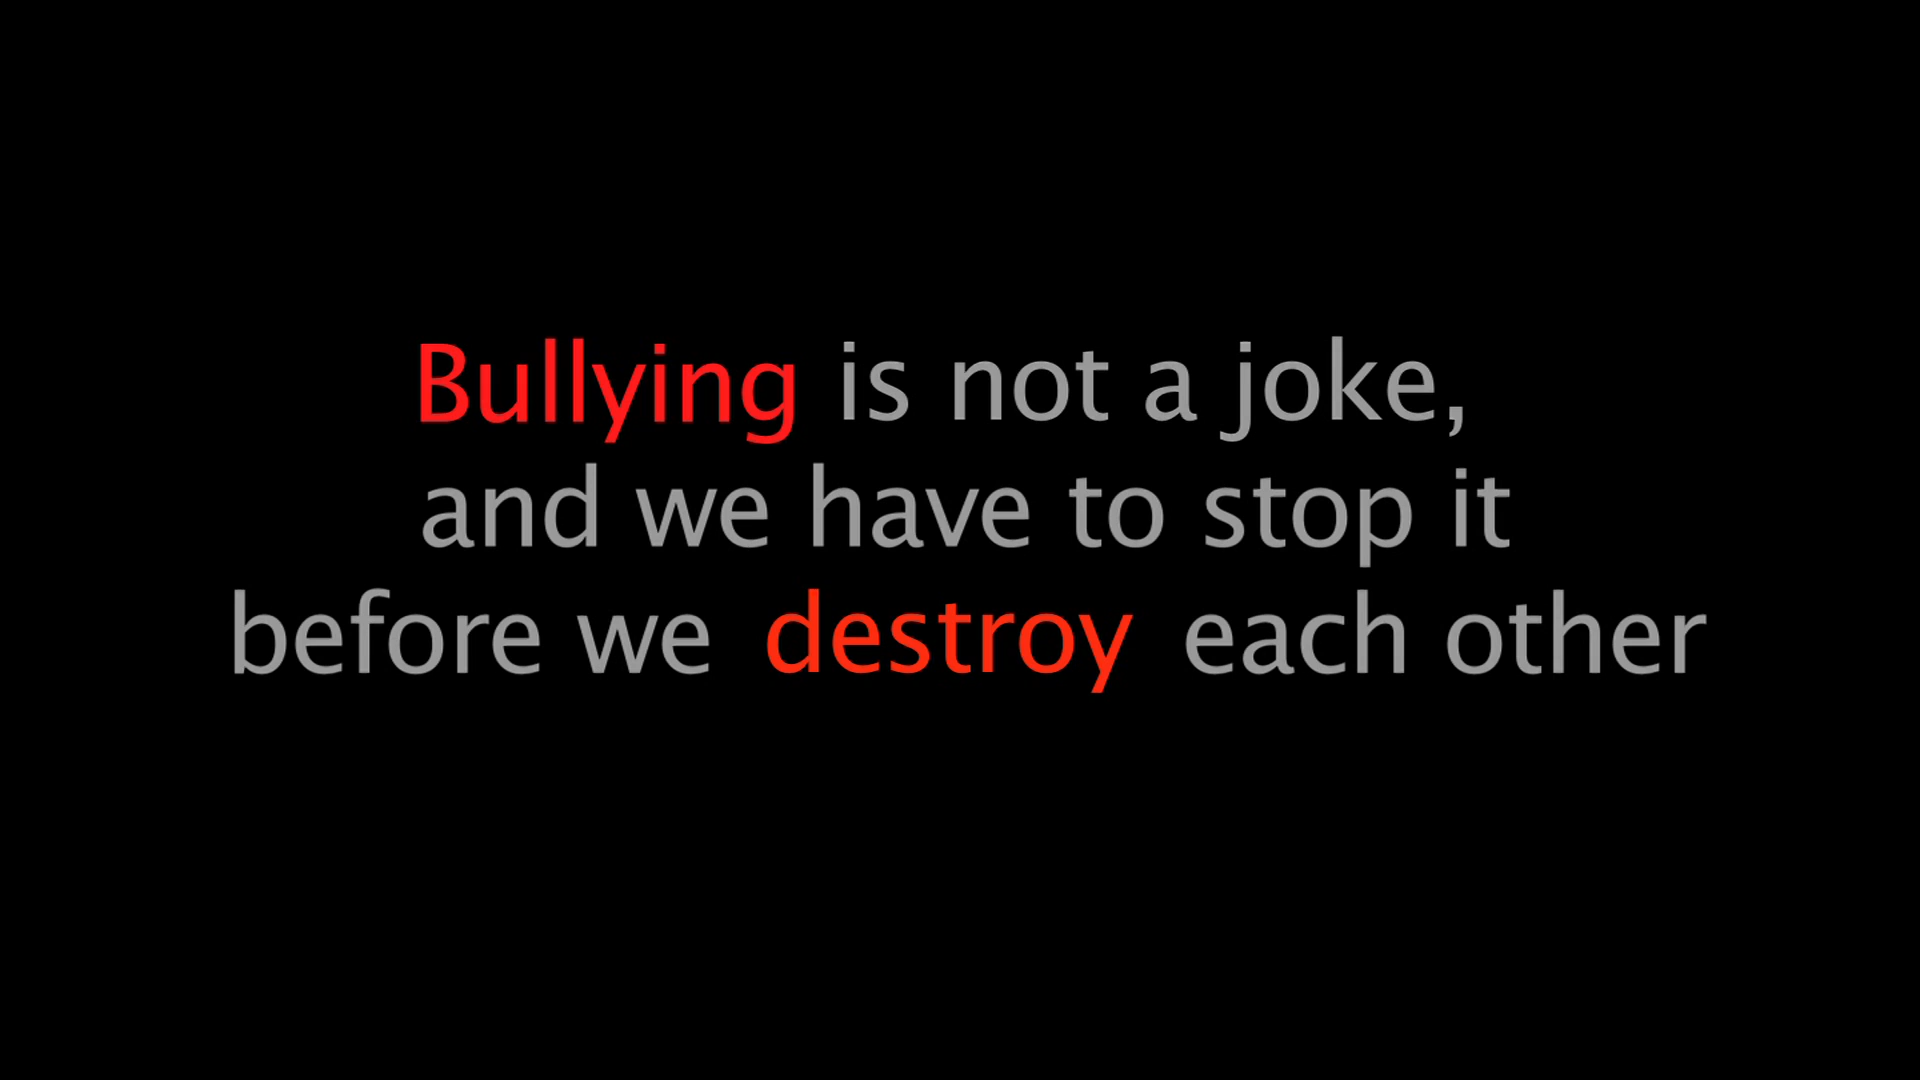 Bullying is not a joke,
and we have to stop it
before we destroy each other